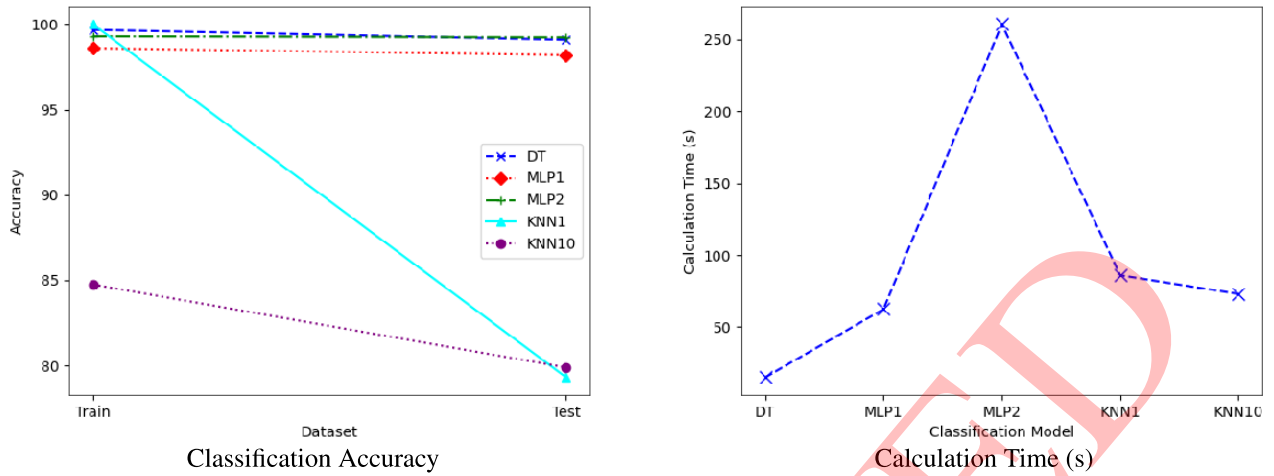 100
95
90
85
80
Accuracy
DT
MLP1
MLP2
KNN1
KNN10
Train
Test
Dataset
Classification Accuracy
250
200
150
100
50
Calculation Time (s)
DT
MLP1
MLP2
KNN1
KNN10
Classification Model
Calculation Time (s)